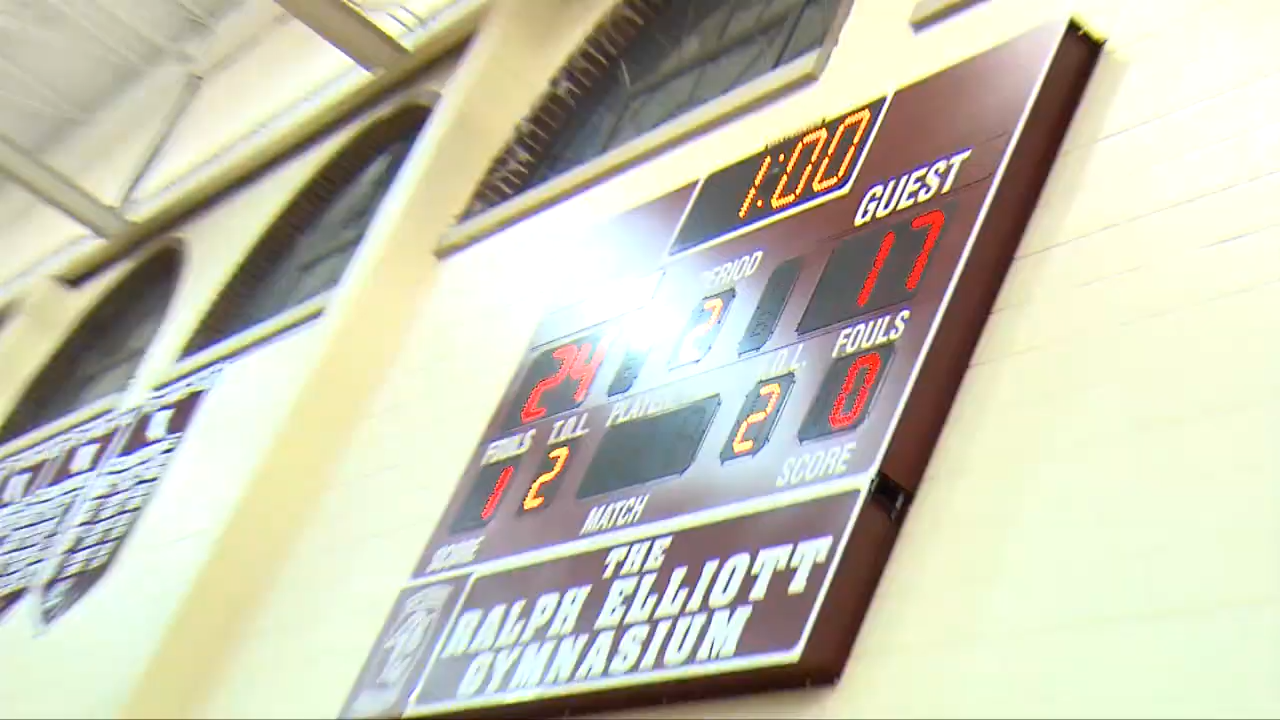 1:00
GUEST
PERIOD
24 2 17
FOULS T.O.L. PLAYER T.O.L. FOULS
1 2 2 0
SCORE MATCH SCORE
THE
RALPH ELLIOTT
GYMNASIUM